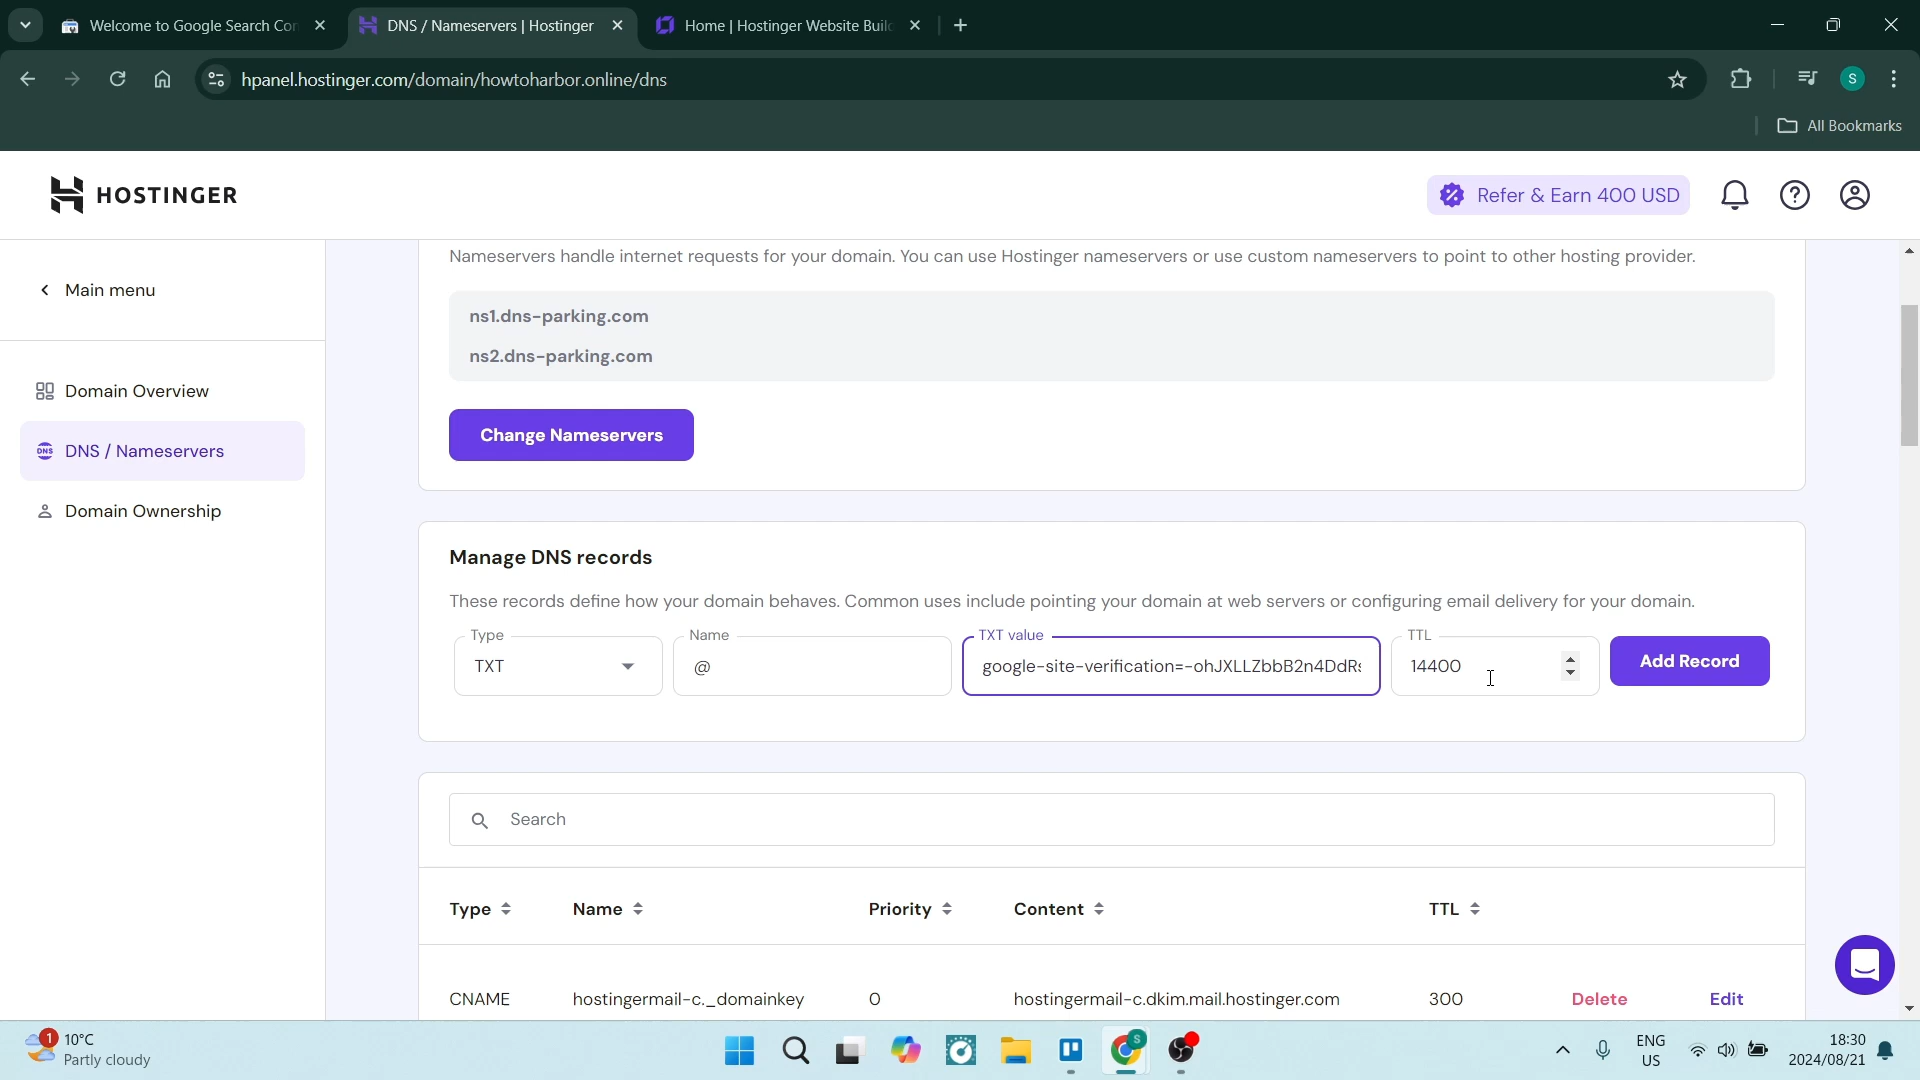 Welcome to Google Search Con
DNS / Nameservers | Hostinger
Home | Hostinger Website Buil
hpanel.hostinger.com/domain/howtoharbor.online/dns
S
All Bookmarks
HOSTINGER
Refer & Earn 400 USD
Main menu
Domain Overview
DNS
DNS / Nameservers
Domain Ownership
Nameservers handle internet requests for your domain. You can use Hostinger nameservers or use custom nameservers to point to other hosting provider.
ns1.dns-parking.com
ns2.dns-parking.com
Change Nameservers
Manage DNS records
These records define how your domain behaves. Common uses include pointing your domain at web servers or configuring email delivery for your domain.
Type Name TXT value TTL
TXT @ google-site-verification=-ohJXLLZbbB2n4DdRs 14400 Add Record
Search
Type Name Priority Content TTL
CNAME hostingermail-c._domainkey 0 hostingermail-c.dkim.mail.hostinger.com 300 Delete Edit
1
10°C
Partly cloudy
S
ENG
US
18:30
2024/08/21